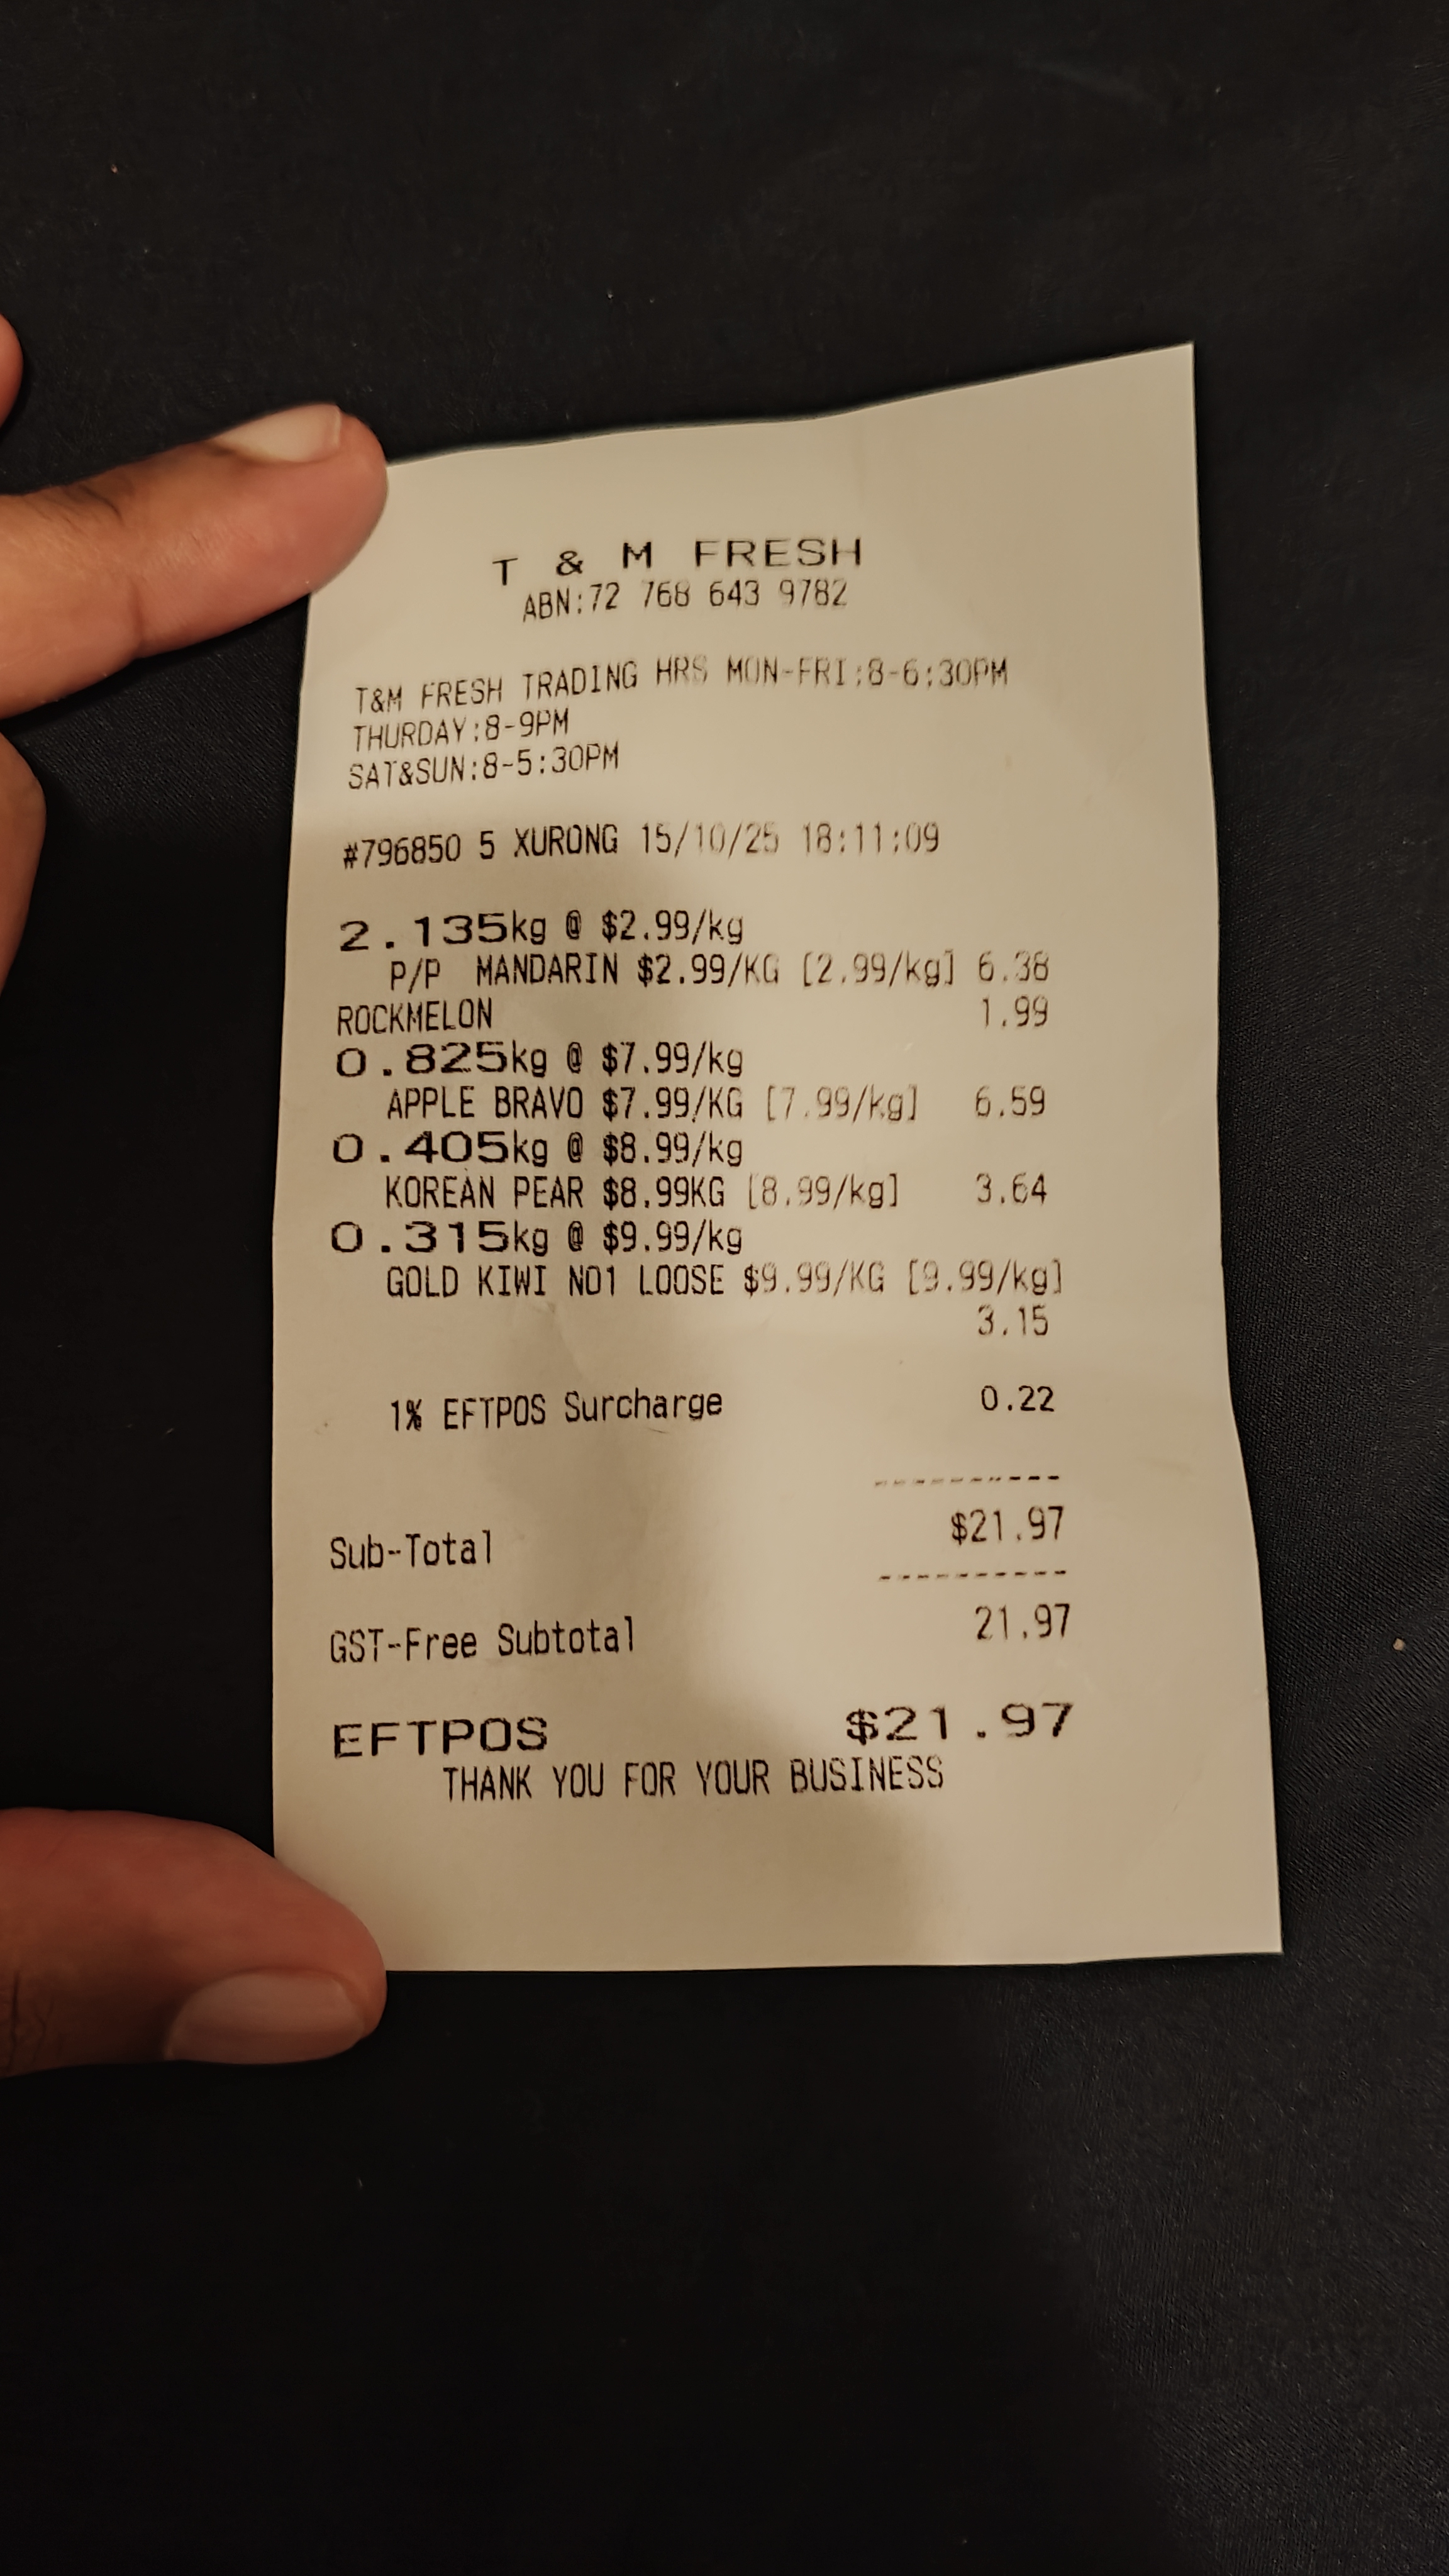 T & M FRESH
ABN:72 768 643 9782
T&M FRESH TRADING HRS MON-FRI:8-6:30PM
THURDAY:8-9PM
SAT&SUN:8-5:30PM
#796850 5 XURONG 15/10/25 18:11:09
2.135kg @ $2.99/kg
P/P MANDARIN $2.99/KG [2.99/kg] 6.38
ROCKMELON 1.99
0.825kg @ $7.99/kg
APPLE BRAVO $7.99/KG [7.99/kg] 6.59
0.405kg @ $8.99/kg
KOREAN PEAR $8.99KG [8.99/kg] 3.64
0.315kg @ $9.99/kg
GOLD KIWI NO1 LOOSE $9.99/KG [9.99/kg]
3.15
1% EFTPOS Surcharge 0.22
----------
Sub-Total $21.97
----------
GST-Free Subtotal 21.97
EFTPOS $21.97
THANK YOU FOR YOUR BUSINESS